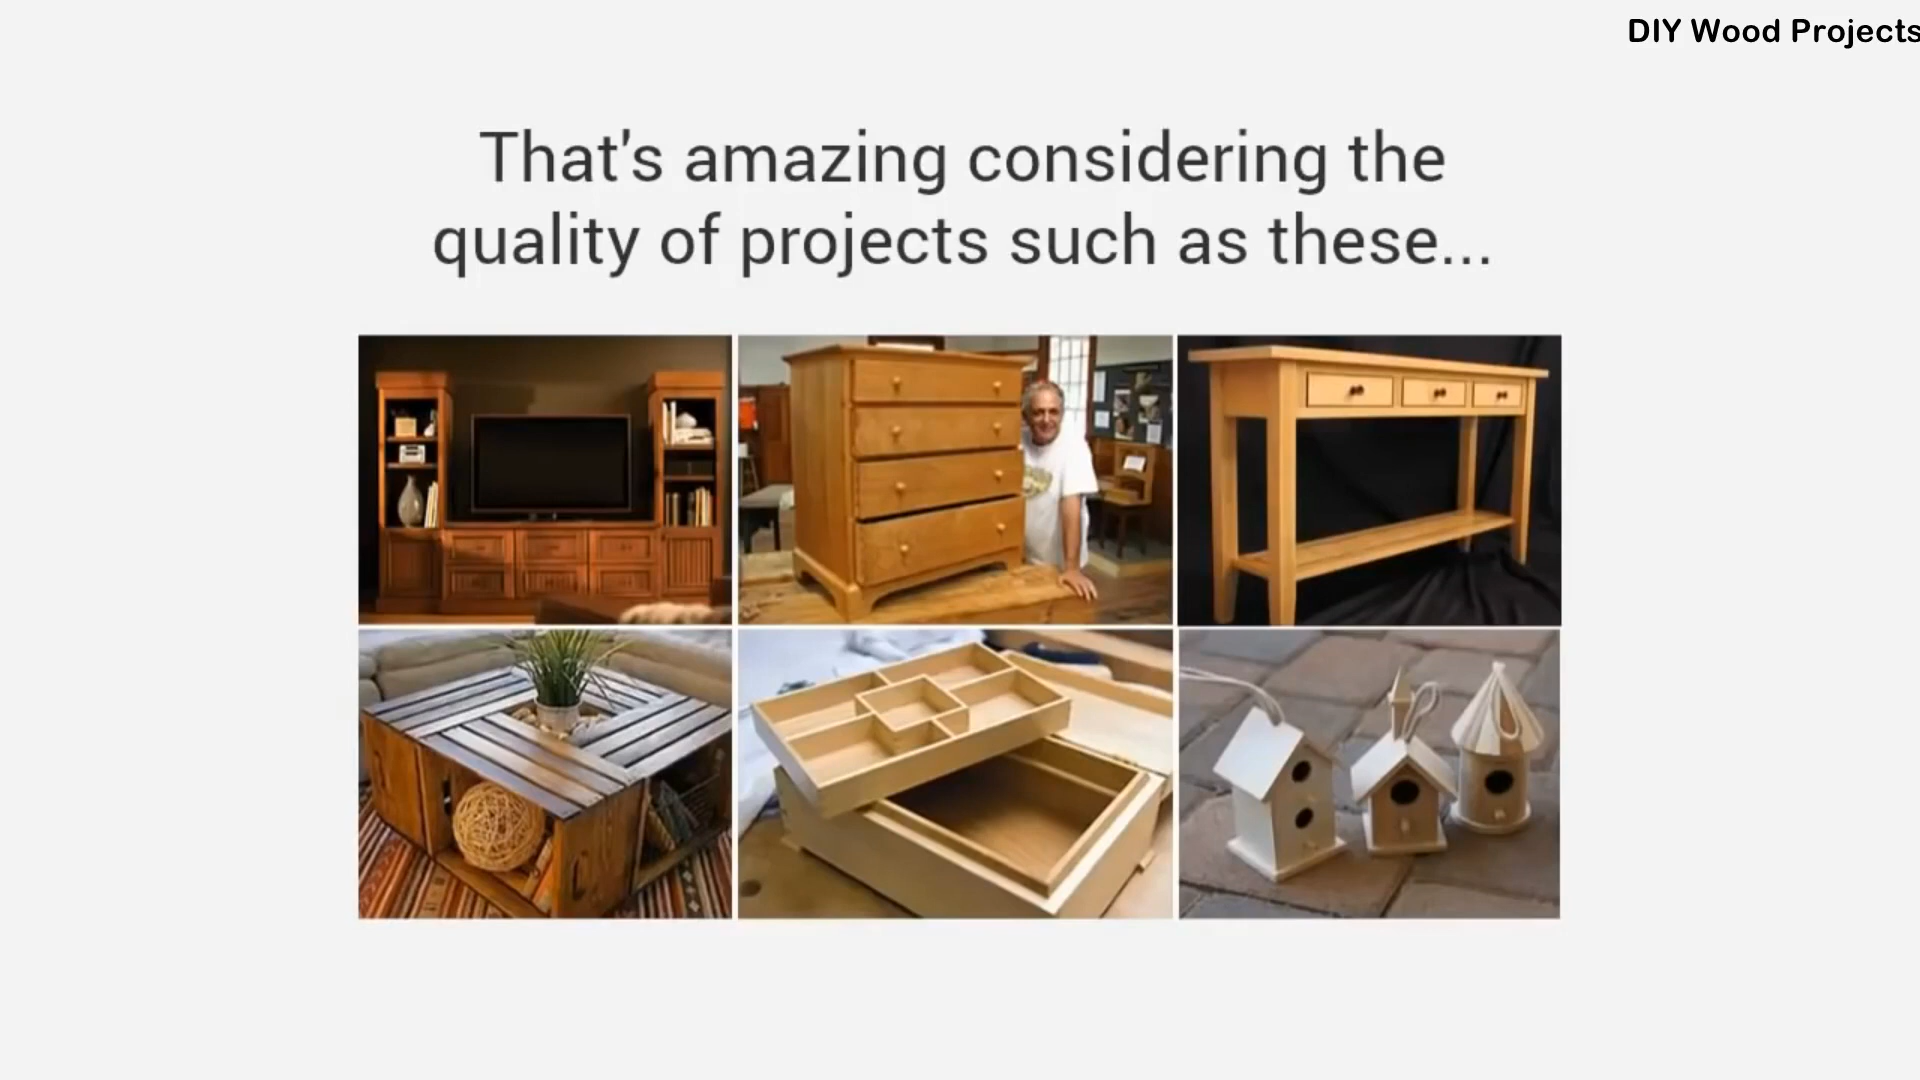 DIY Wood Projects
That's amazing considering the
quality of projects such as these...